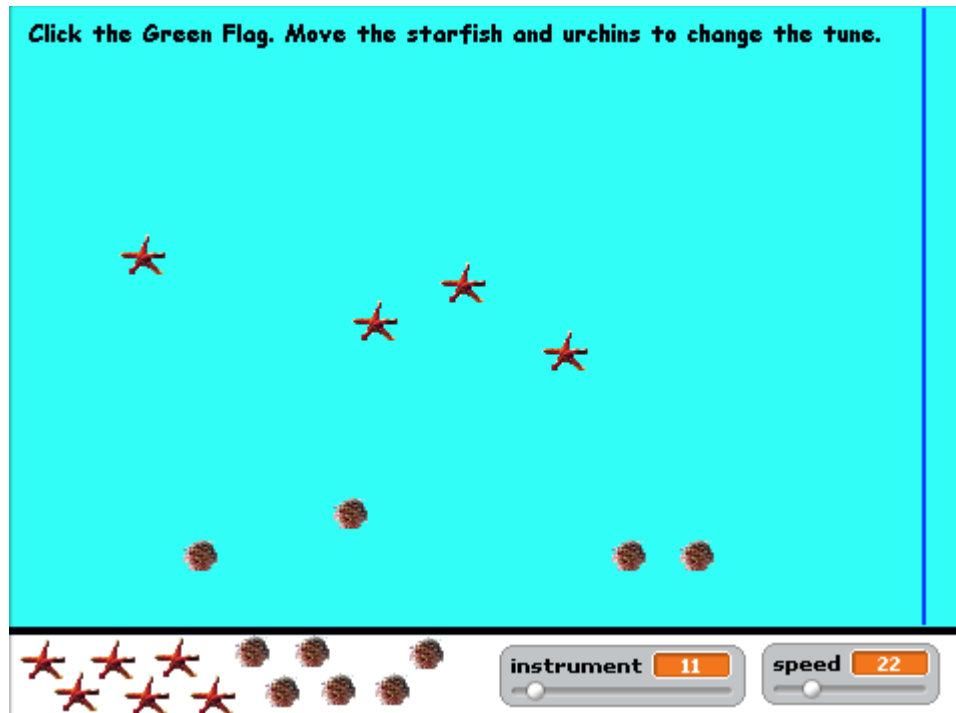 Click the Green Flag. Move the starfish and urchins to change the tune.
instrument 11
speed 22